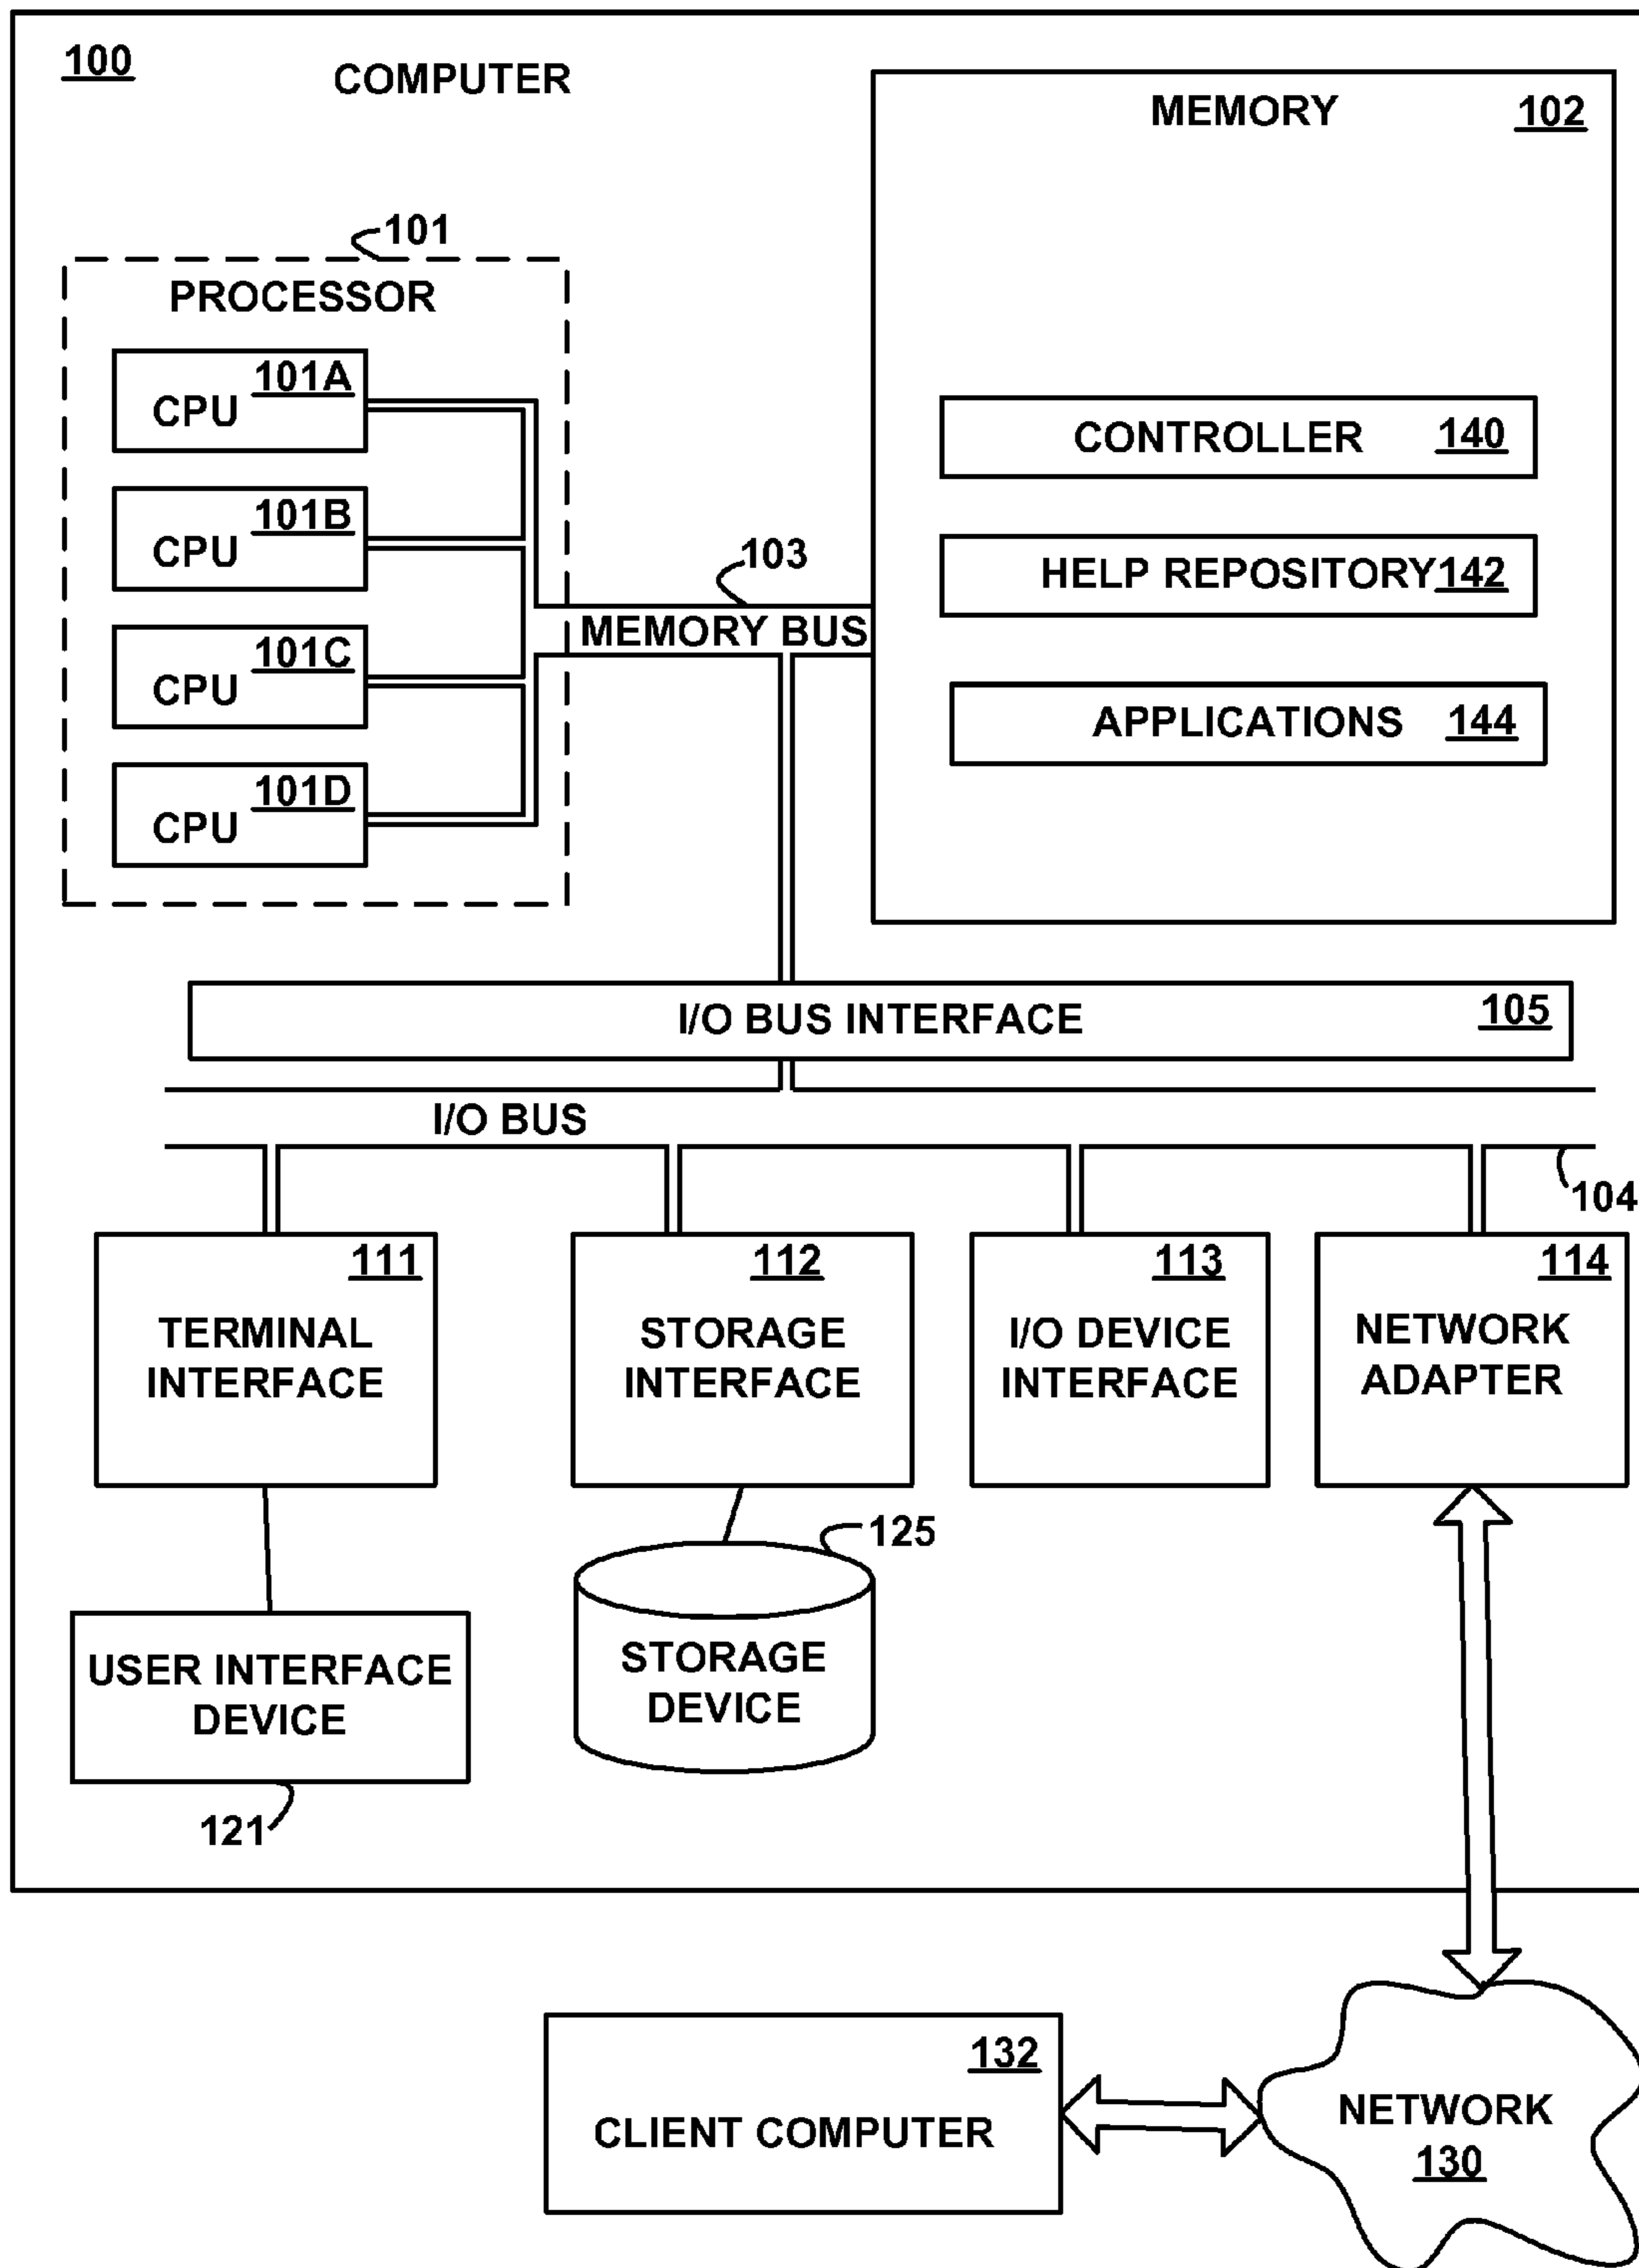 100
COMPUTER
MEMORY 102
101
PROCESSOR
101A
CPU
101B
CPU
101C
CPU
101D
CPU
103
MEMORY BUS
CONTROLLER 140
HELP REPOSITORY 142
APPLICATIONS 144
I/O BUS INTERFACE 105
I/O BUS
104
111
TERMINAL
INTERFACE
112
STORAGE
INTERFACE
113
I/O DEVICE
INTERFACE
114
NETWORK
ADAPTER
125
USER INTERFACE
DEVICE
121
STORAGE
DEVICE
132
CLIENT COMPUTER
NETWORK
130